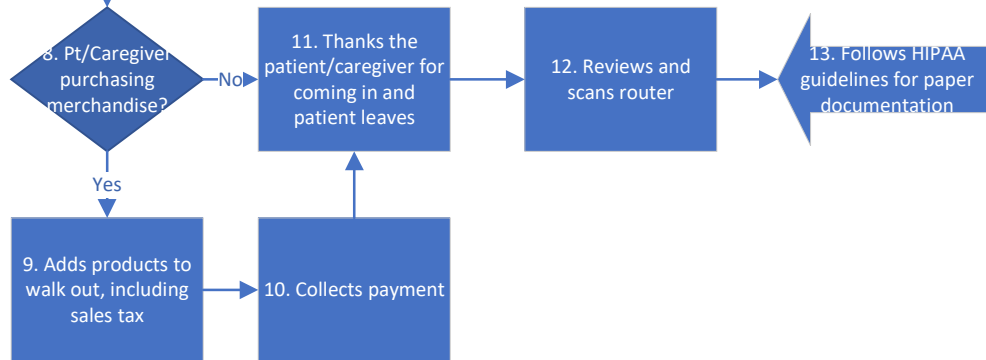 8. Pt/Caregiver
purchasing
merchandise?
No
11. Thanks the
patient/caregiver for
coming in and
patient leaves
12. Reviews and
scans router
13. Follows HIPAA
guidelines for paper
documentation
Yes
9. Adds products to
walk out, including
sales tax
10. Collects payment